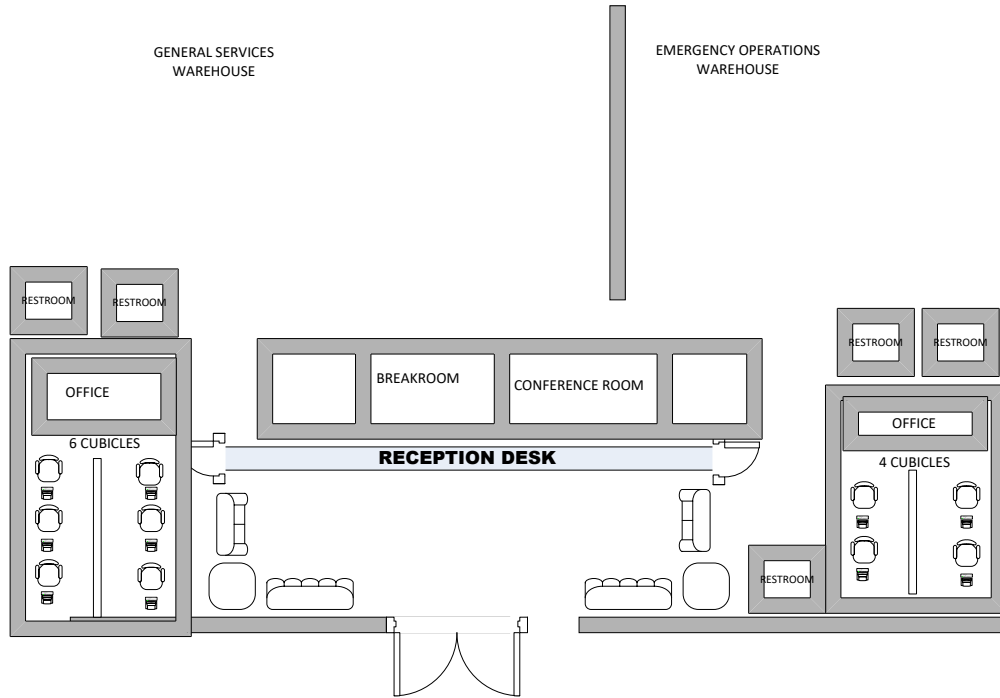 GENERAL SERVICES
WAREHOUSE
EMERGENCY OPERATIONS
WAREHOUSE
RESTROOM
RESTROOM
RESTROOM
RESTROOM
OFFICE
BREAKROOM
CONFERENCE ROOM
OFFICE
6 CUBICLES
RECEPTION DESK
4 CUBICLES
RESTROOM